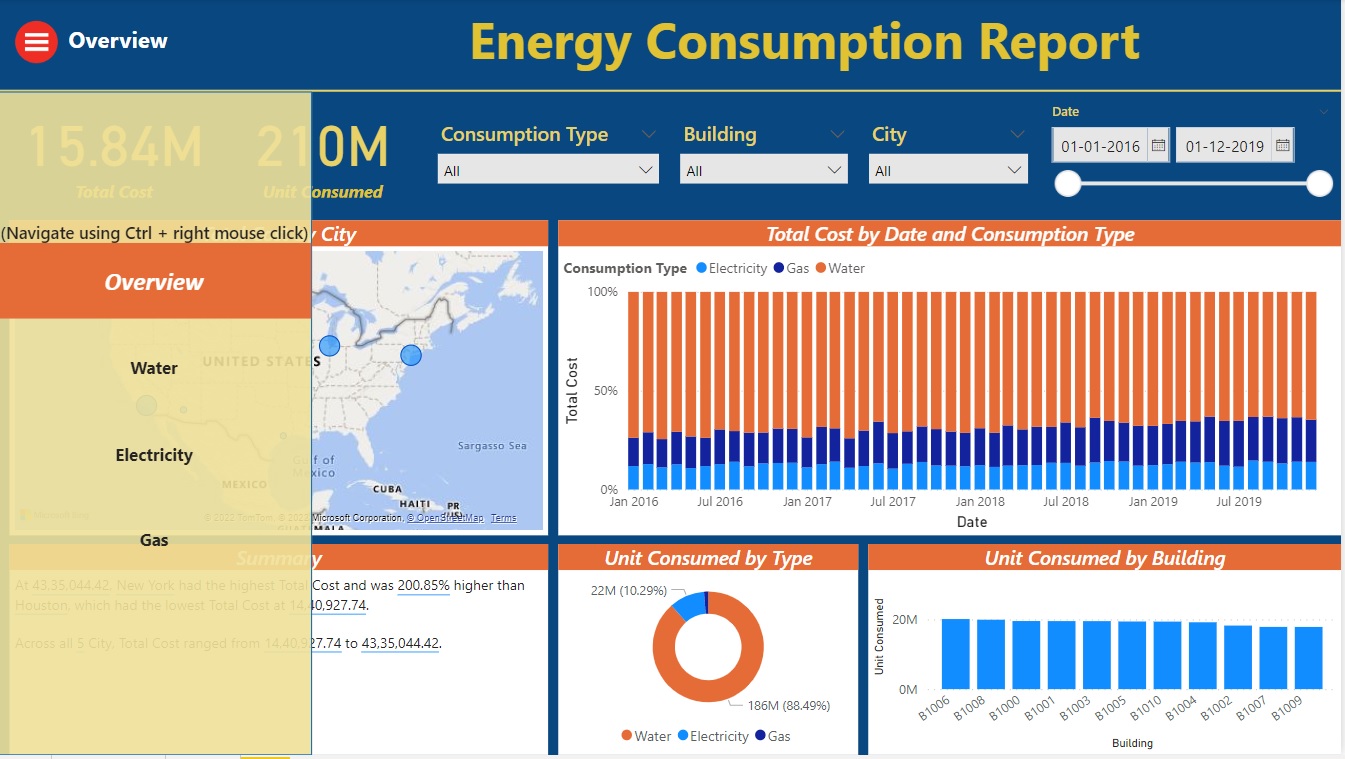 Overview
Energy Consumption Report
15.84M
Total Cost
210M
Unit Consumed
Consumption Type
All
Building
All
City
All
Date
01-01-2016
01-12-2019
(Navigate using Ctrl + right mouse click)
Overview
Water
Electricity
Gas
y City
UNITED STATES
MEXICO
Gulf of
Mexico
Sargasso Sea
CUBA
HAITI
PR
(US)
GUATEMALA
Microsoft Bing
© 2022 TomTom, © 2022 Microsoft Corporation, © OpenStreetMap Terms
Total Cost by Date and Consumption Type
Consumption Type Electricity Gas Water
Total Cost
100%
50%
0%
Jan 2016 Jul 2016 Jan 2017 Jul 2017 Jan 2018 Jul 2018 Jan 2019 Jul 2019
Date
Summary
At 43,35,044.42, New York had the highest Total Cost and was 200.85% higher than
Houston, which had the lowest Total Cost at 14,40,927.74.
Across all 5 City, Total Cost ranged from 14,40,927.74 to 43,35,044.42.
Unit Consumed by Type
22M (10.29%)
186M (88.49%)
Water Electricity Gas
Unit Consumed by Building
Unit Consumed
20M
0M
B1006 B1008 B1000 B1001 B1003 B1005 B1010 B1004 B1002 B1007 B1009
Building